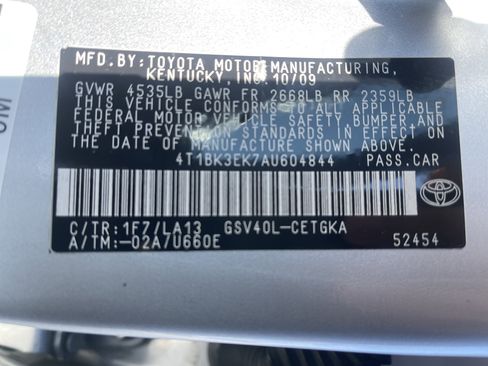 MFD.BY:TOYOTA MOTOR MANUFACTURING,
KENTUCKY, INC. 10/09
GVWR 4535LB GAWR FR 2668LB RR 2359LB
THIS VEHICLE CONFORMS TO ALL APPLICABLE
FEDERAL MOTOR VEHICLE SAFETY, BUMPER, AND
THEFT PREVENTION STANDARDS IN EFFECT ON
THE DATE OF MANUFACTURE SHOWN ABOVE.
4T1BK3EK7AU604844 PASS.CAR
C/TR:1F7/LA13 GSV40L-CETGKA
A/TM:-02A/U660E 52454
TOYOTA